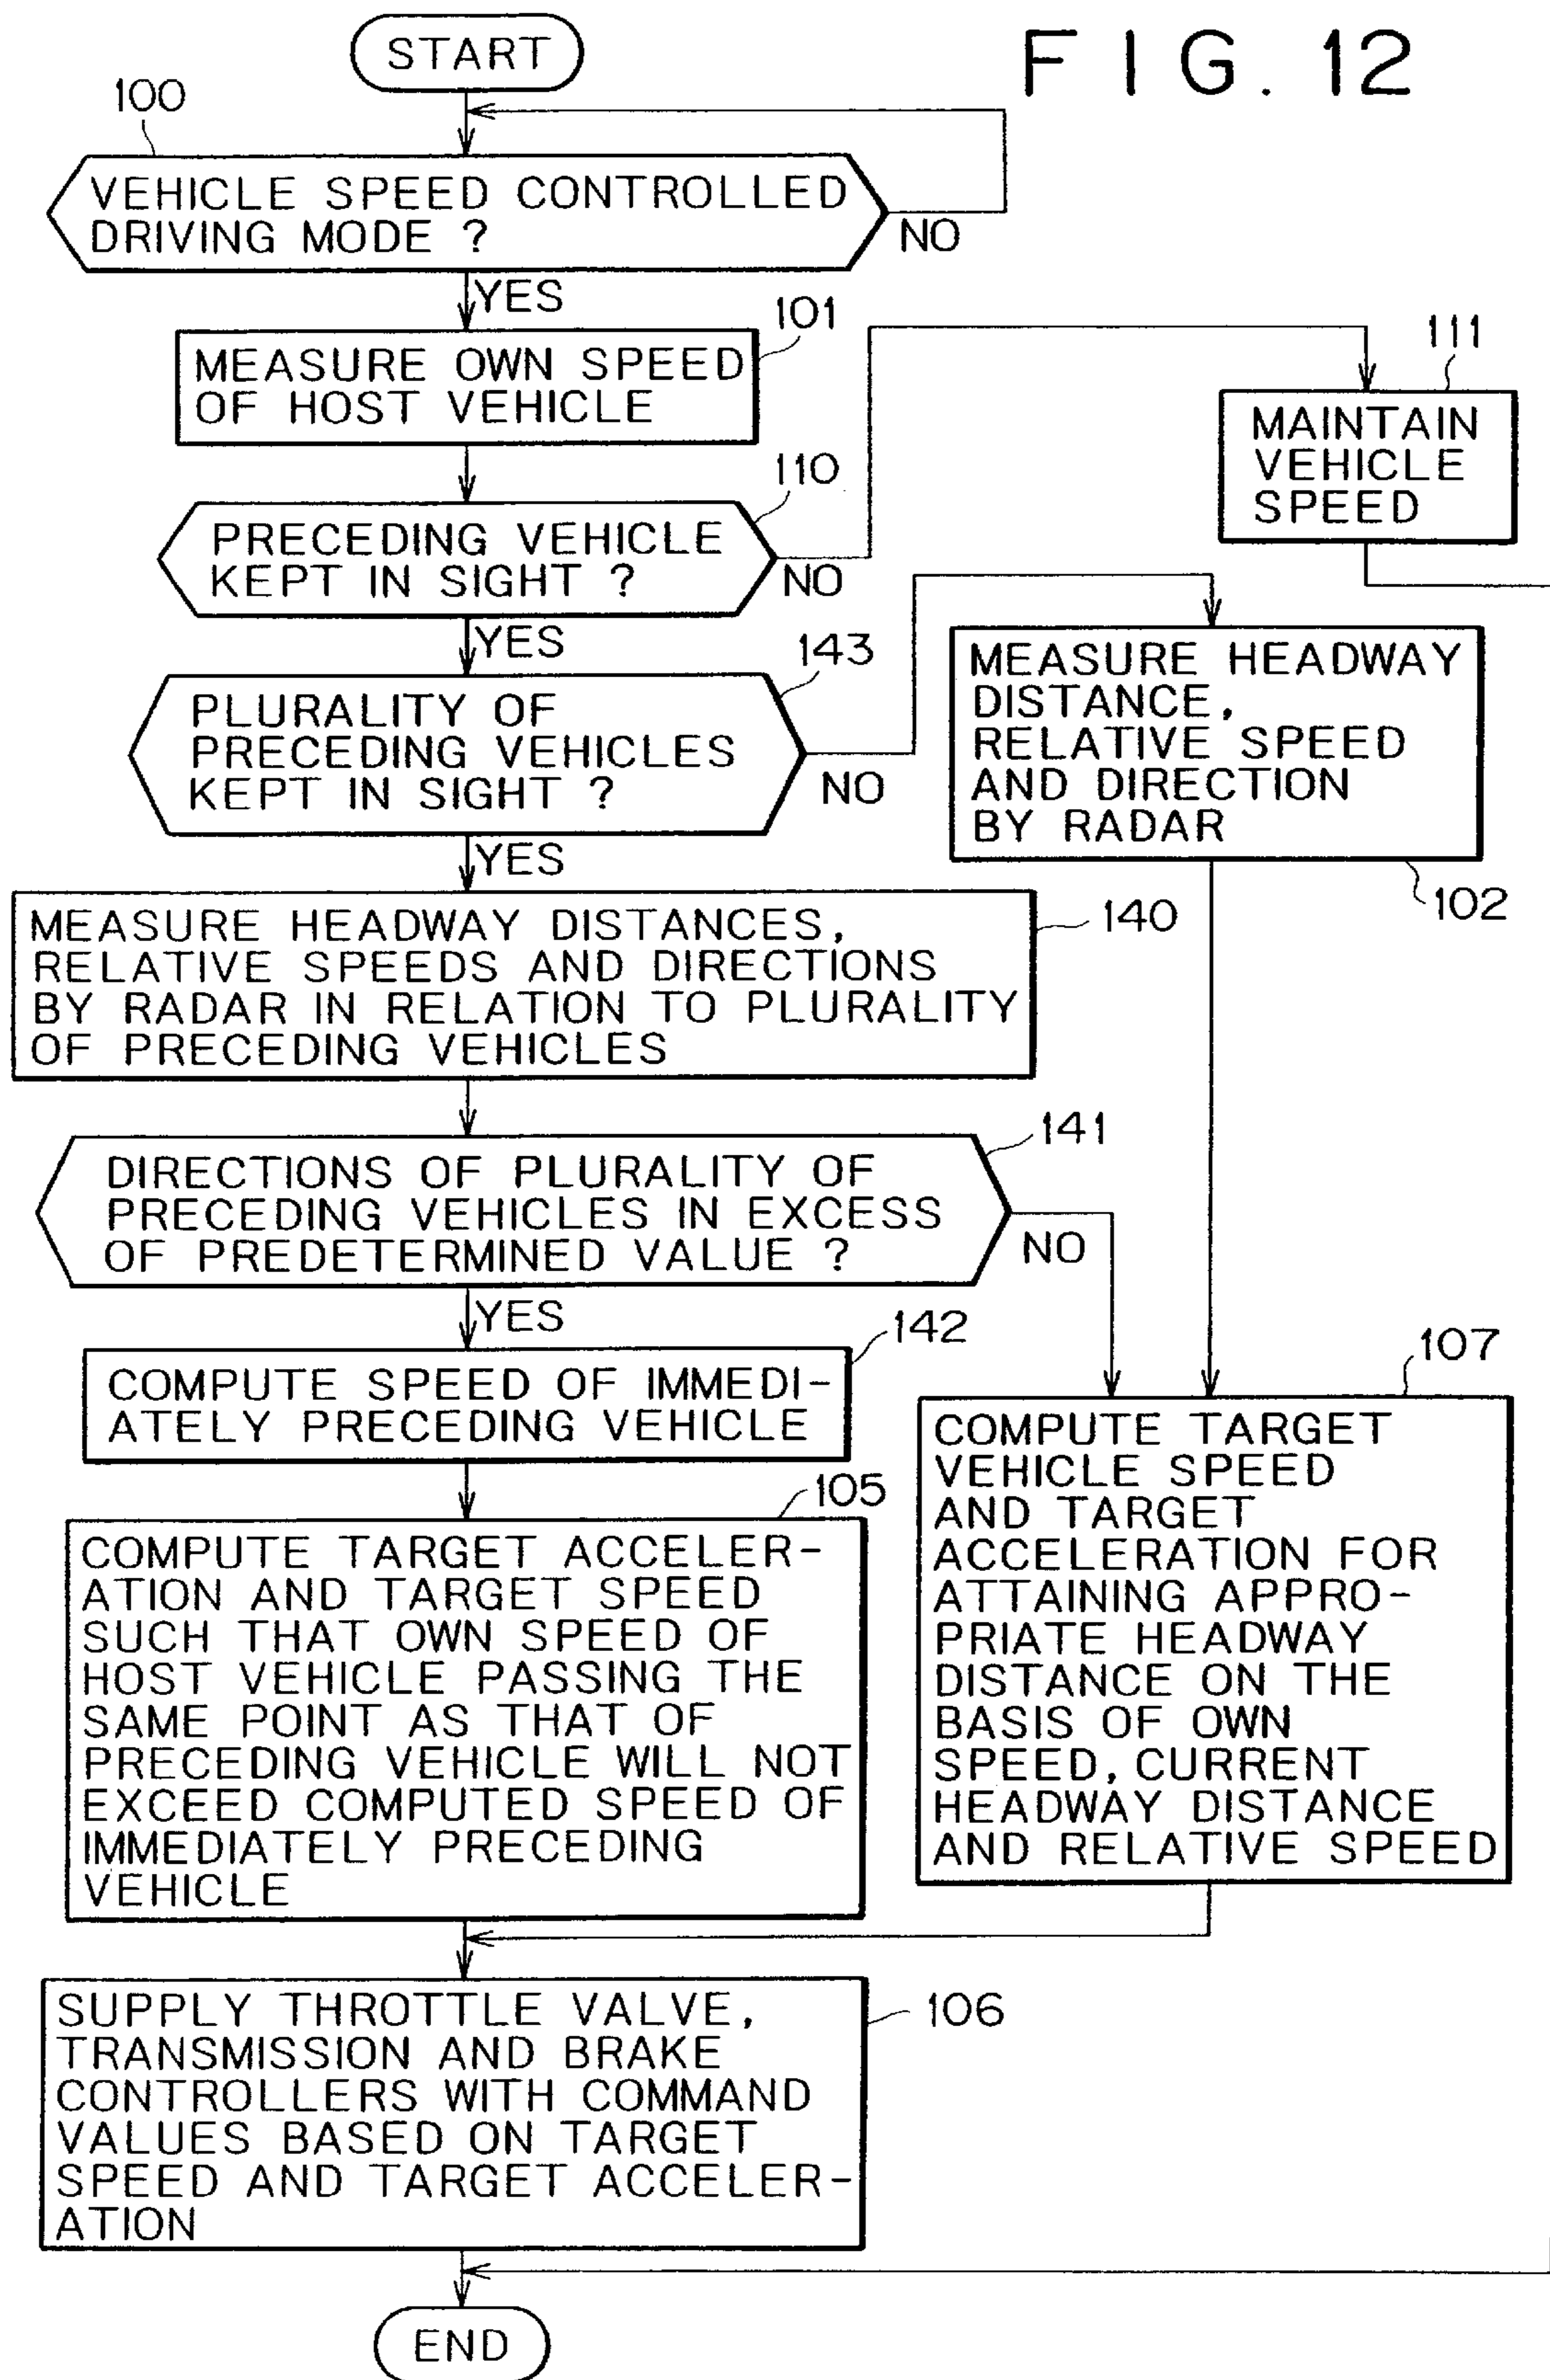 START
F I G. 12
100
VEHICLE SPEED CONTROLLED
DRIVING MODE ?
NO
YES
101
MEASURE OWN SPEED
OF HOST VEHICLE
111
MAINTAIN
VEHICLE
SPEED
110
PRECEDING VEHICLE
KEPT IN SIGHT ?
NO
YES
143
PLURALITY OF
PRECEDING VEHICLES
KEPT IN SIGHT ?
NO
YES
MEASURE HEADWAY
DISTANCE,
RELATIVE SPEED
AND DIRECTION
BY RADAR
102
140
MEASURE HEADWAY DISTANCES,
RELATIVE SPEEDS AND DIRECTIONS
BY RADAR IN RELATION TO PLURALITY
OF PRECEDING VEHICLES
141
DIRECTIONS OF PLURALITY OF
PRECEDING VEHICLES IN EXCESS
OF PREDETERMINED VALUE ?
NO
YES
142
COMPUTE SPEED OF IMMEDI-
ATELY PRECEDING VEHICLE
107
COMPUTE TARGET
VEHICLE SPEED
AND TARGET
ACCELERATION FOR
ATTAINING APPRO-
PRIATE HEADWAY
DISTANCE ON THE
BASIS OF OWN
SPEED, CURRENT
HEADWAY DISTANCE
AND RELATIVE SPEED
105
COMPUTE TARGET ACCELER-
ATION AND TARGET SPEED
SUCH THAT OWN SPEED OF
HOST VEHICLE PASSING THE
SAME POINT AS THAT OF
PRECEDING VEHICLE WILL NOT
EXCEED COMPUTED SPEED OF
IMMEDIATELY PRECEDING
VEHICLE
106
SUPPLY THROTTLE VALVE,
TRANSMISSION AND BRAKE
CONTROLLERS WITH COMMAND
VALUES BASED ON TARGET
SPEED AND TARGET ACCELER-
ATION
END